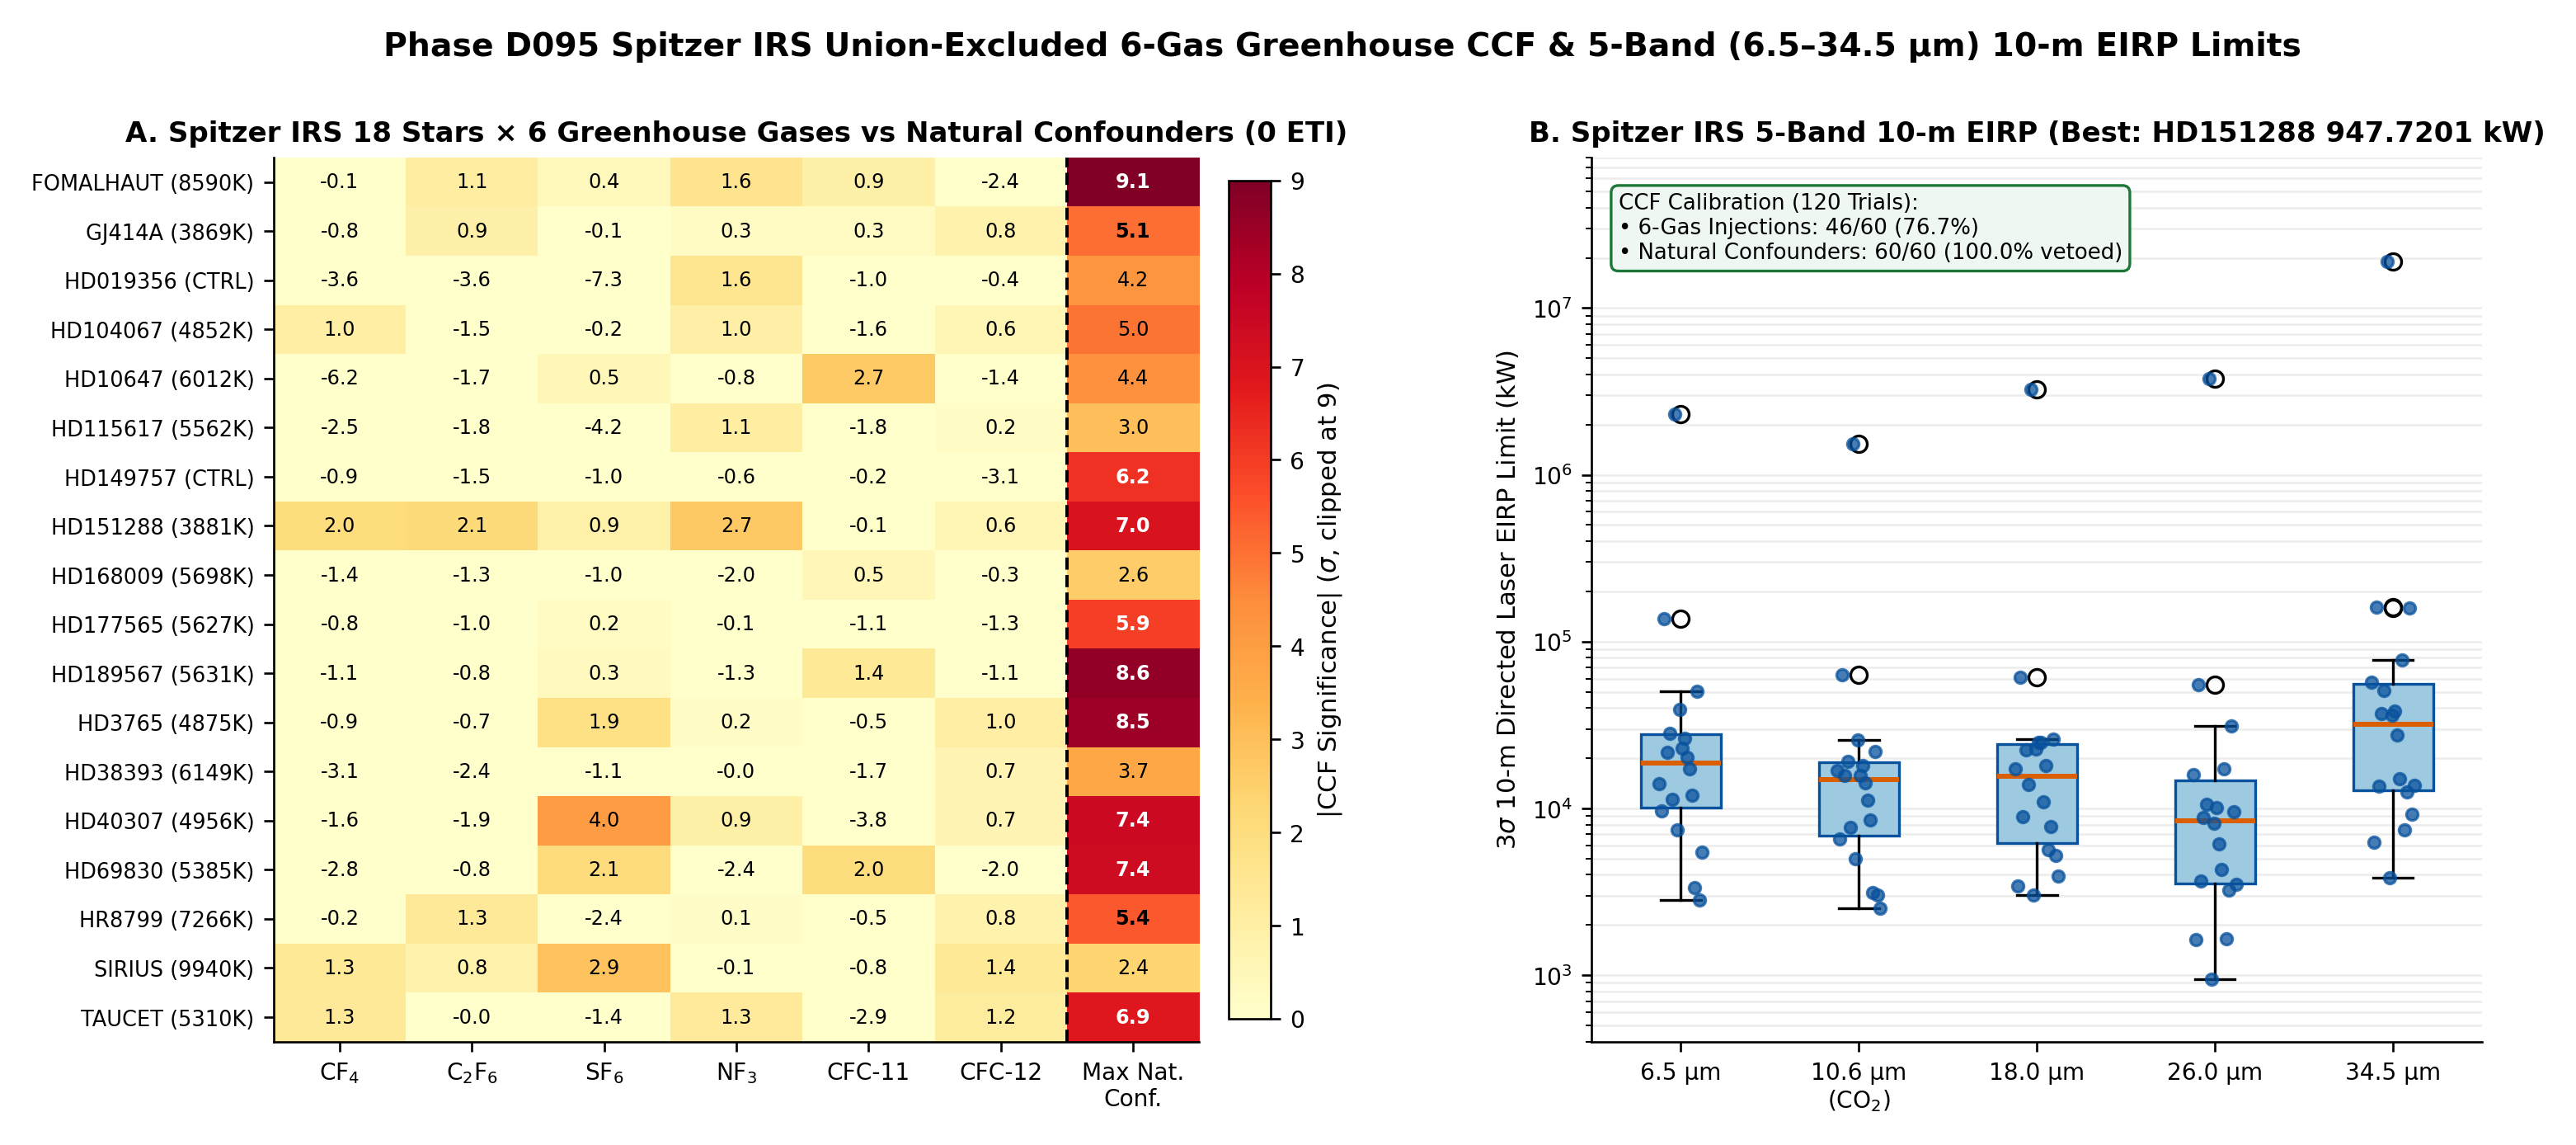 Phase D095 Spitzer IRS Union-Excluded 6-Gas Greenhouse CCF & 5-Band (6.5–34.5 µm) 10-m EIRP Limits
A. Spitzer IRS 18 Stars × 6 Greenhouse Gases vs Natural Confounders (0 ETI)
FOMALHAUT (8590K) -0.1 1.1 0.4 1.6 0.9 -2.4 9.1
GJ414A (3869K) -0.8 0.9 -0.1 0.3 0.3 0.8 5.1
HD019356 (CTRL) -3.6 -3.6 -7.3 1.6 -1.0 -0.4 4.2
HD104067 (4852K) 1.0 -1.5 -0.2 1.0 -1.6 0.6 5.0
HD10647 (6012K) -6.2 -1.7 0.5 -0.8 2.7 -1.4 4.4
HD115617 (5562K) -2.5 -1.8 -4.2 1.1 -1.8 0.2 3.0
HD149757 (CTRL) -0.9 -1.5 -1.0 -0.6 -0.2 -3.1 6.2
HD151288 (3881K) 2.0 2.1 0.9 2.7 -0.1 0.6 7.0
HD168009 (5698K) -1.4 -1.3 -1.0 -2.0 0.5 -0.3 2.6
HD177565 (5627K) -0.8 -1.0 0.2 -0.1 -1.1 -1.3 5.9
HD189567 (5631K) -1.1 -0.8 0.3 -1.3 1.4 -1.1 8.6
HD3765 (4875K) -0.9 -0.7 1.9 0.2 -0.5 1.0 8.5
HD38393 (6149K) -3.1 -2.4 -1.1 -0.0 -1.7 0.7 3.7
HD40307 (4956K) -1.6 -1.9 4.0 0.9 -3.8 0.7 7.4
HD69830 (5385K) -2.8 -0.8 2.1 -2.4 2.0 -2.0 7.4
HR8799 (7266K) -0.2 1.3 -2.4 0.1 -0.5 0.8 5.4
SIRIUS (9940K) 1.3 0.8 2.9 -0.1 -0.8 1.4 2.4
TAUCET (5310K) 1.3 -0.0 -1.4 1.3 -2.9 1.2 6.9
CF₄ C₂F₆ SF₆ NF₃ CFC-11 CFC-12 Max Nat.
Conf.
9
8
7
6
5
4
3
2
1
0
|CCF Significance| (σ, clipped at 9)
B. Spitzer IRS 5-Band 10-m EIRP (Best: HD151288 947.7201 kW)
CCF Calibration (120 Trials):
• 6-Gas Injections: 46/60 (76.7%)
• Natural Confounders: 60/60 (100.0% vetoed)
3σ 10-m Directed Laser EIRP Limit (kW)
10⁷
10⁶
10⁵
10⁴
10³
6.5 µm 10.6 µm 18.0 µm 26.0 µm 34.5 µm
(CO₂)